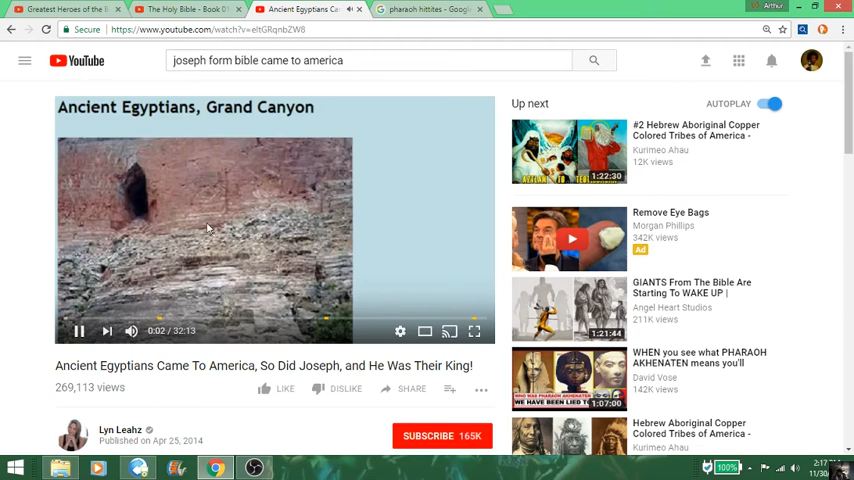 Arthur
Greatest Heroes of the B
The Holy Bible - Book 01
Ancient Egyptians Ca
pharaoh hittites - Google
Secure
https://www.youtube.com/watch?v=eltGRqnbZW8
YouTube
joseph form bible came to america
Ancient Egyptians, Grand Canyon
Up next
AUTOPLAY
#2 Hebrew Aboriginal Copper
Colored Tribes of America -
Kurimeo Ahau
12K views
1:22:30
Remove Eye Bags
Morgan Phillips
342K views
Ad
GIANTS From The Bible Are
Starting To WAKE UP |
Angel Heart Studios
211K views
1:21:44
0:02 / 32:13
WHEN you see what PHARAOH
AKHENATEN means you'll
David Vose
142K views
WHO WAS PHARAOH AKHENATEN
WE HAVE BEEN LIED TO
1:07:00
Ancient Egyptians Came To America, So Did Joseph, and He Was Their King!
269,113 views
LIKE
DISLIKE
SHARE
Lyn Leahz
Published on Apr 25, 2014
SUBSCRIBE 165K
Hebrew Aboriginal Copper
Colored Tribes of America -
Kurimeo Ahau
100%